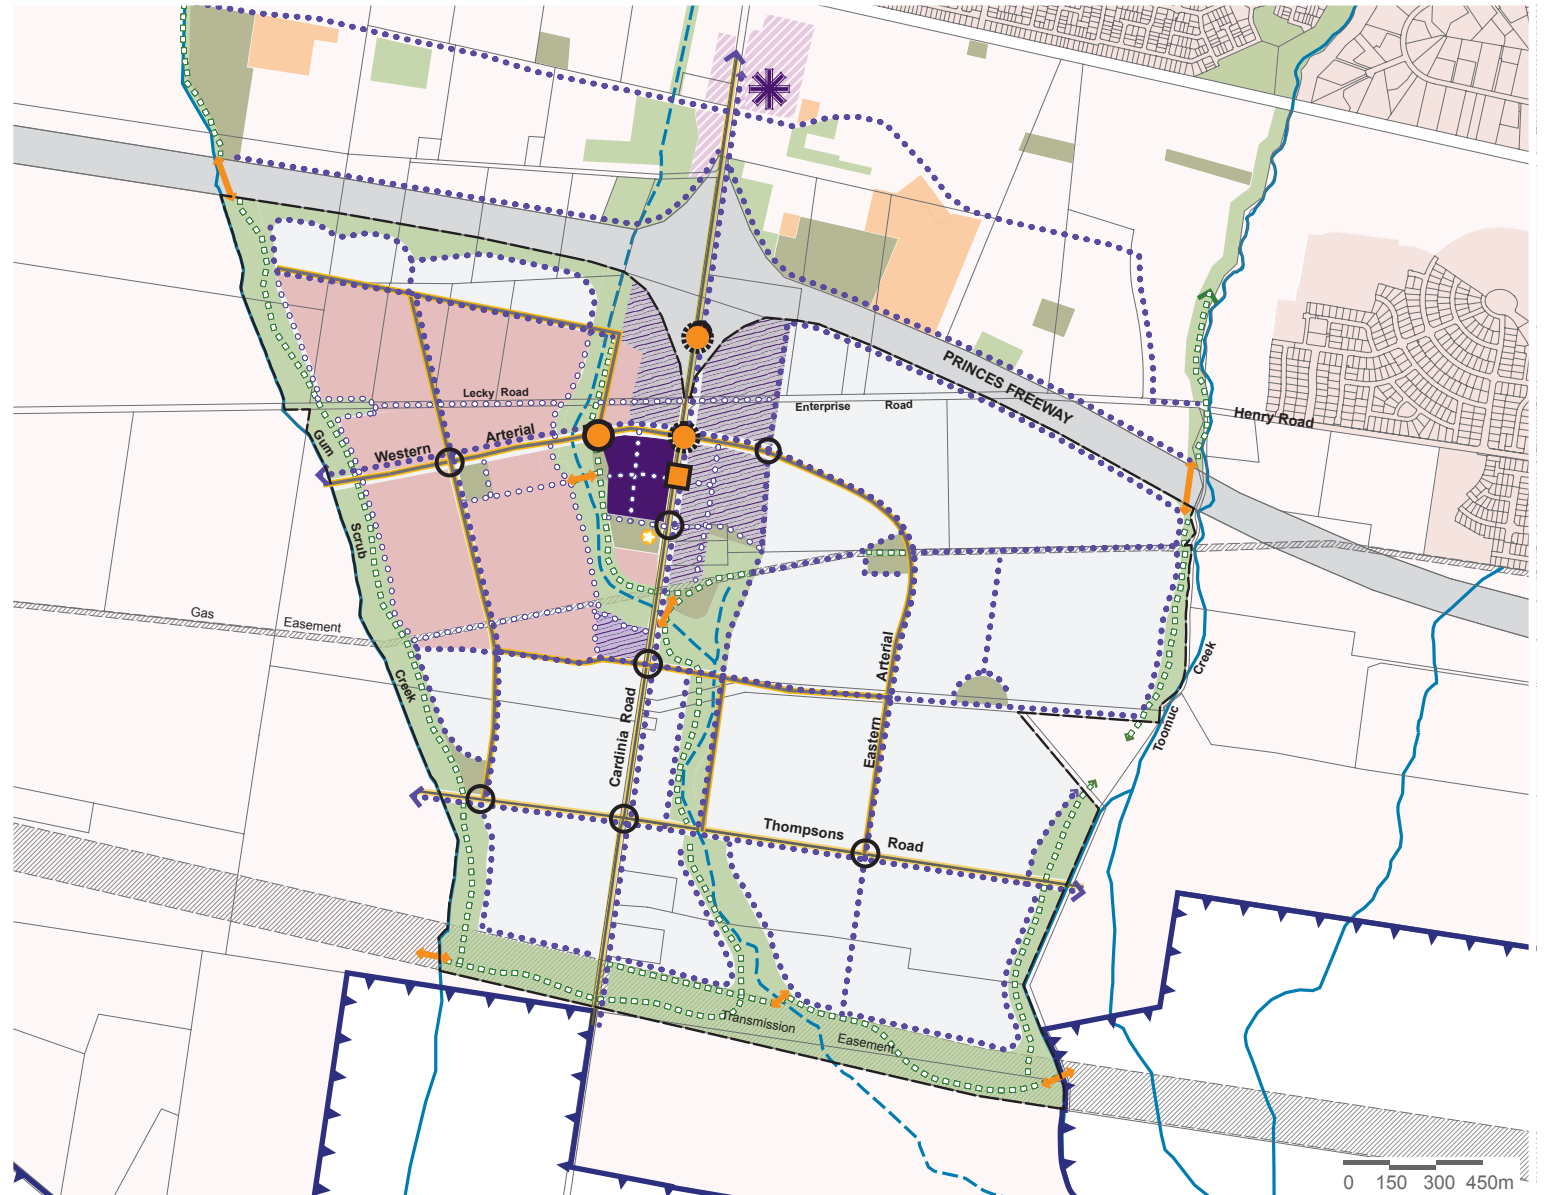 PRINCES FREEWAY
Lecky Road
Enterprise Road
Henry Road
Western Arterial
Gum
Scrub
Creek
Gas Easement
Cardinia Road
Eastern Arterial
Creek
Toomuc
Thompsons Road
Transmission
Easement
0 150 300 450m